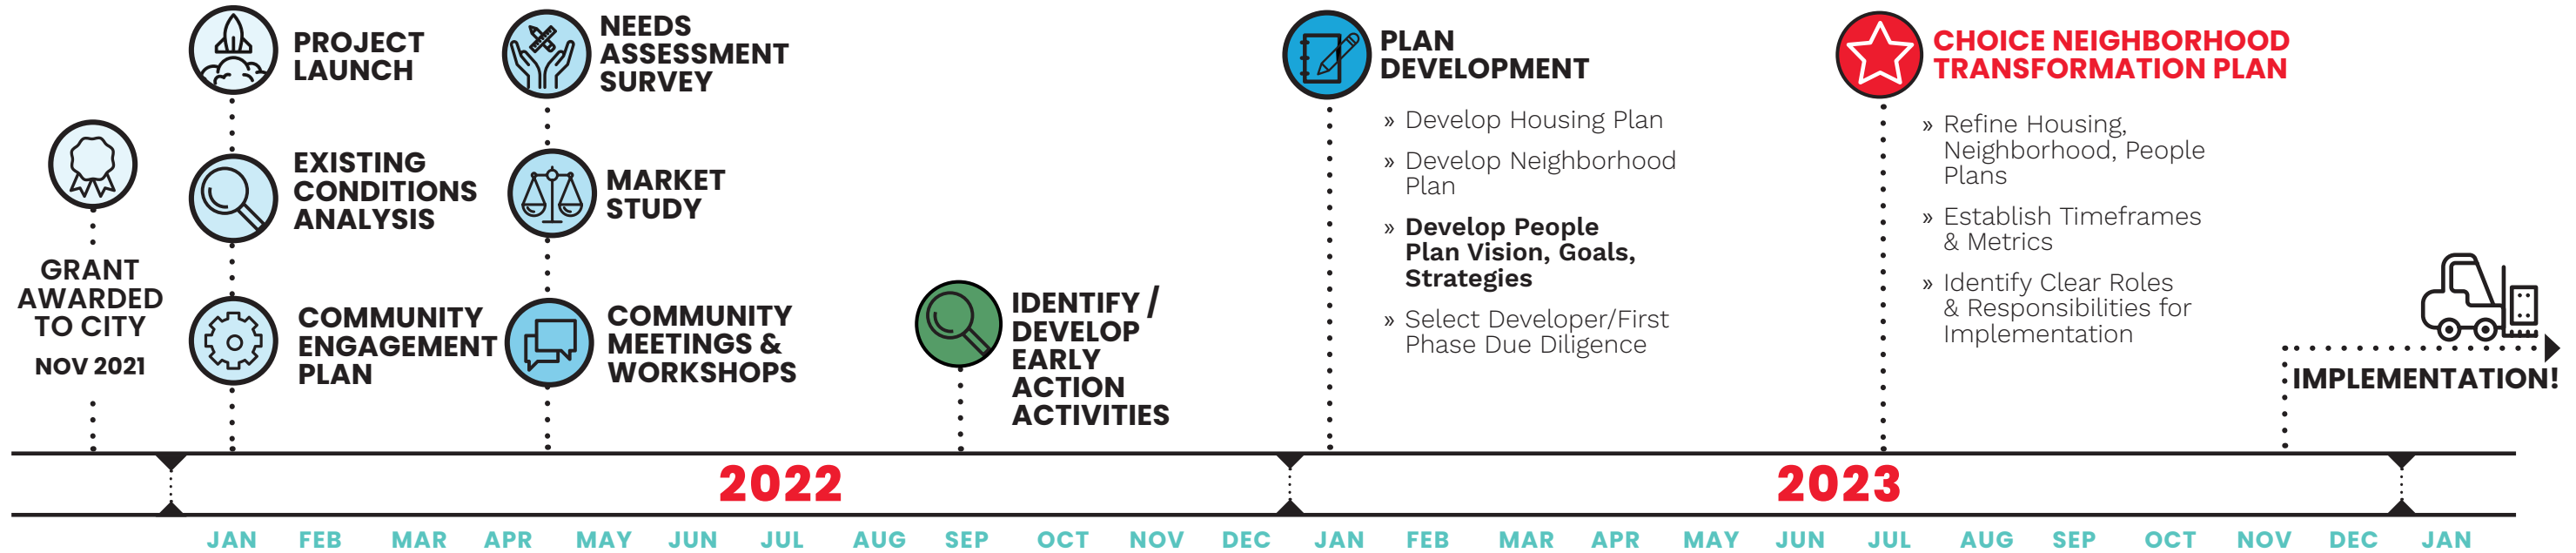 GRANT
AWARDED
TO CITY
NOV 2021
PROJECT
LAUNCH
EXISTING
CONDITIONS
ANALYSIS
COMMUNITY
ENGAGEMENT
PLAN
NEEDS
ASSESSMENT
SURVEY
MARKET
STUDY
COMMUNITY
MEETINGS &
WORKSHOPS
IDENTIFY /
DEVELOP
EARLY
ACTION
ACTIVITIES
PLAN
DEVELOPMENT
» Develop Housing Plan
» Develop Neighborhood
Plan
» Develop People
Plan Vision, Goals,
Strategies
» Select Developer/First
Phase Due Diligence
CHOICE NEIGHBORHOOD
TRANSFORMATION PLAN
» Refine Housing,
Neighborhood, People
Plans
» Establish Timeframes
& Metrics
» Identify Clear Roles
& Responsibilities for
Implementation
IMPLEMENTATION!
2022 2023
JAN FEB MAR APR MAY JUN JUL AUG SEP OCT NOV DEC JAN FEB MAR APR MAY JUN JUL AUG SEP OCT NOV DEC JAN